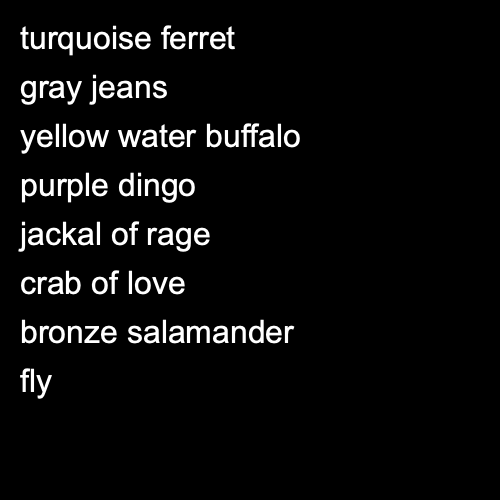 turquoise ferret
gray jeans
yellow water buffalo
purple dingo
jackal of rage
crab of love
bronze salamander
fly